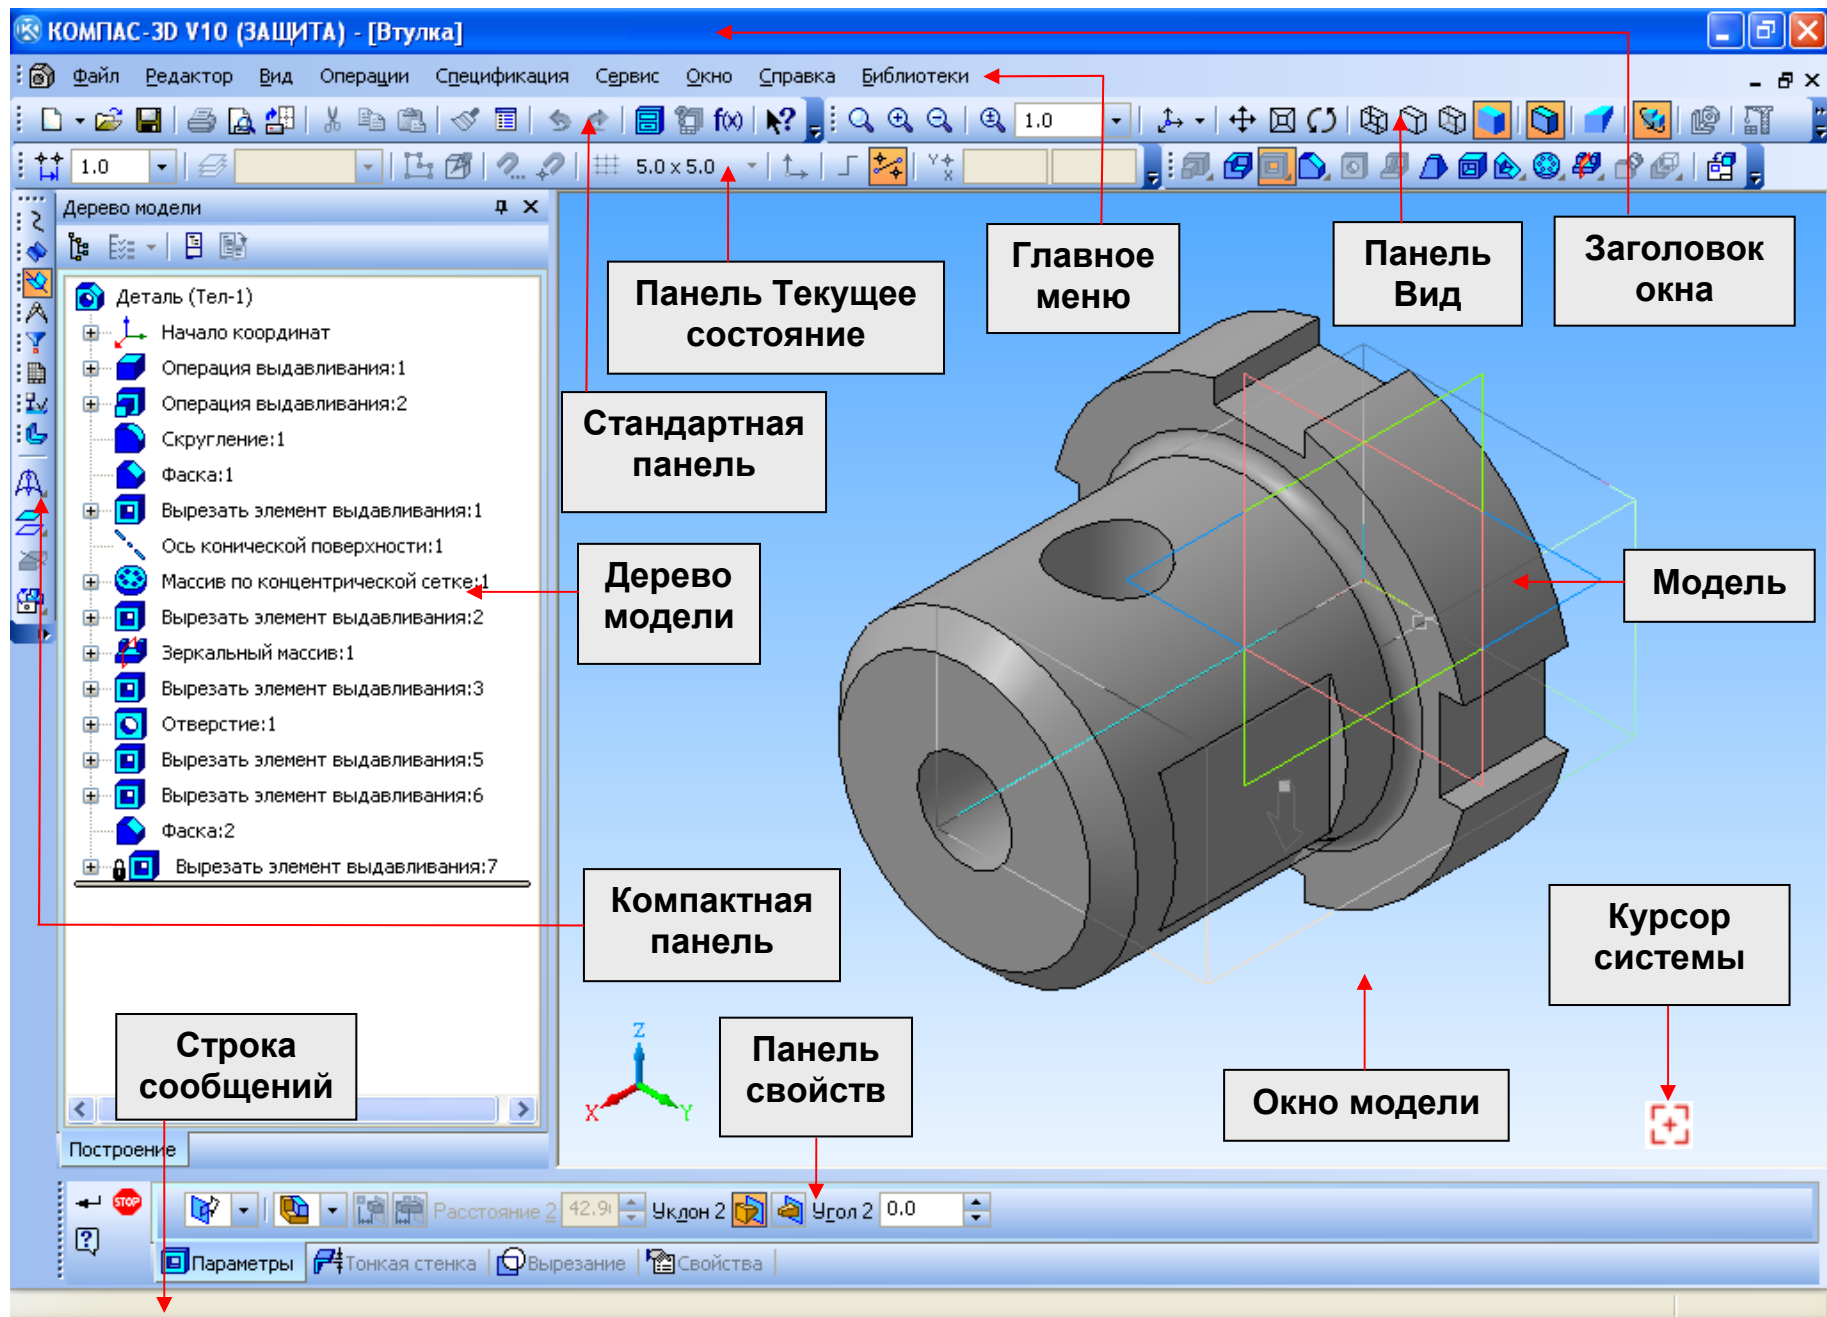 КОМПАС-3D V10 (ЗАЩИТА) - [Втулка]
Файл Редактор Вид Операции Спецификация Сервис Окно Справка Библиотеки
f(x) 1.0
1.0 5.0 x 5.0
Дерево модели
Деталь (Тел-1)
Начало координат
Операция выдавливания:1
Операция выдавливания:2
Скругление:1
Фаска:1
Вырезать элемент выдавливания:1
Ось конической поверхности:1
Массив по концентрической сетке:1
Вырезать элемент выдавливания:2
Зеркальный массив:1
Вырезать элемент выдавливания:3
Отверстие:1
Вырезать элемент выдавливания:5
Вырезать элемент выдавливания:6
Фаска:2
Вырезать элемент выдавливания:7
Построение
Главное
меню
Панель
Вид
Заголовок
окна
Панель Текущее
состояние
Стандартная
панель
Дерево
модели
Модель
Компактная
панель
Курсор
системы
Строка
сообщений
Панель
свойств
Окно модели
Z
X
Y
STOP
Расстояние 2 Уклон 2 Угол 2 0.0
Параметры Тонкая стенка Вырезание Свойства